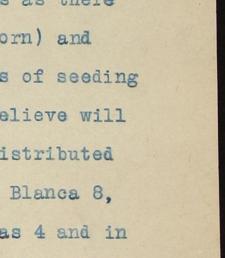 s as there
orn) and
s of seeding
elieve will
istributed
Blanca 8,
as 4 and in